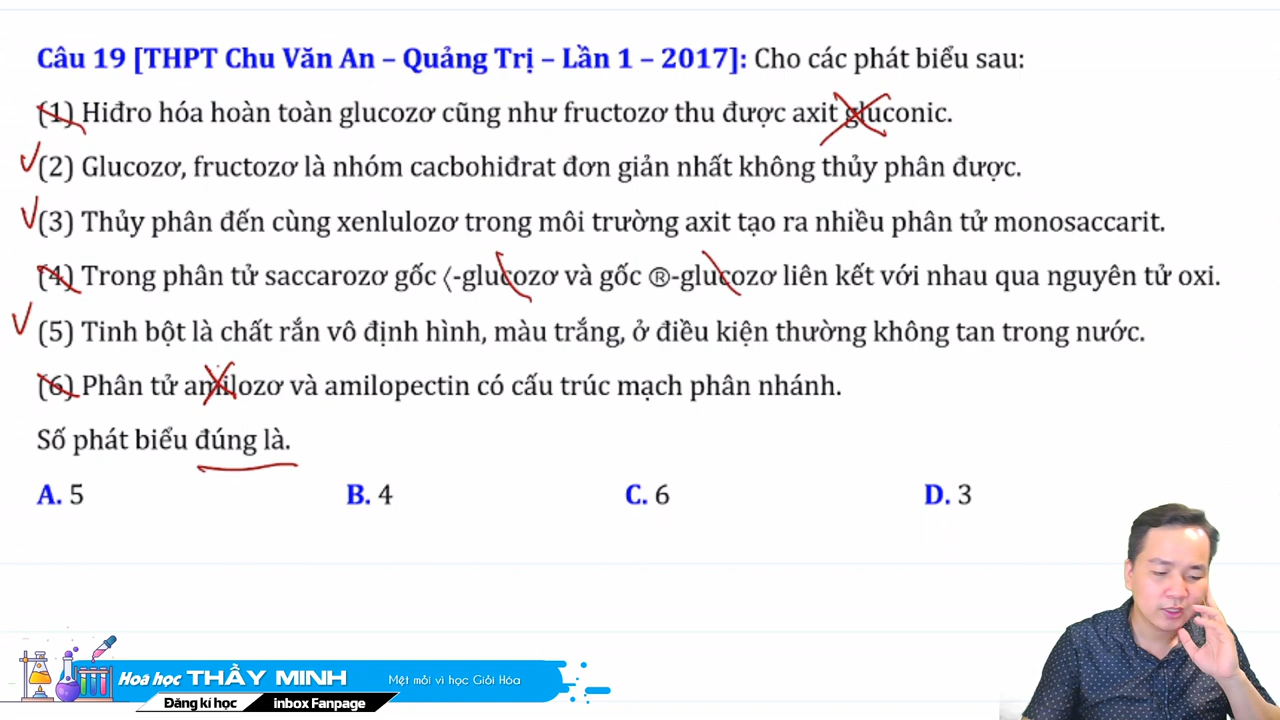 Câu 19 [THPT Chu Văn An – Quảng Trị – Lần 1 – 2017]: Cho các phát biểu sau:
(1) Hiđro hóa hoàn toàn glucozơ cũng như fructozơ thu được axit gluconic.
(2) Glucozơ, fructozơ là nhóm cacbohiđrat đơn giản nhất không thủy phân được.
(3) Thủy phân đến cùng xenlulozơ trong môi trường axit tạo ra nhiều phân tử monosaccarit.
(4) Trong phân tử saccarozơ gốc ⟨-glucozơ và gốc ®-glucozơ liên kết với nhau qua nguyên tử oxi.
(5) Tinh bột là chất rắn vô định hình, màu trắng, ở điều kiện thường không tan trong nước.
(6) Phân tử amilozơ và amilopectin có cấu trúc mạch phân nhánh.
Số phát biểu đúng là.
A. 5 B. 4 C. 6 D. 3
Hoá học THẦY MINH Mệt mỏi vì học Giỏi Hóa
Đăng kí học inbox Fanpage